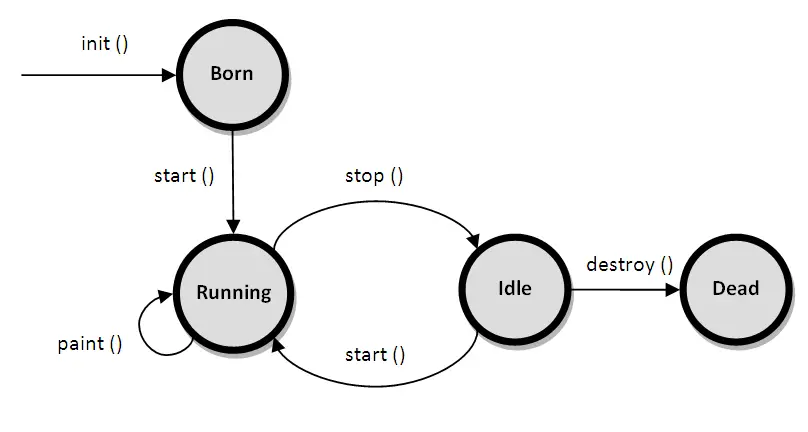 init ()
Born
start ()
stop ()
Running
Idle
destroy ()
Dead
paint ()
start ()